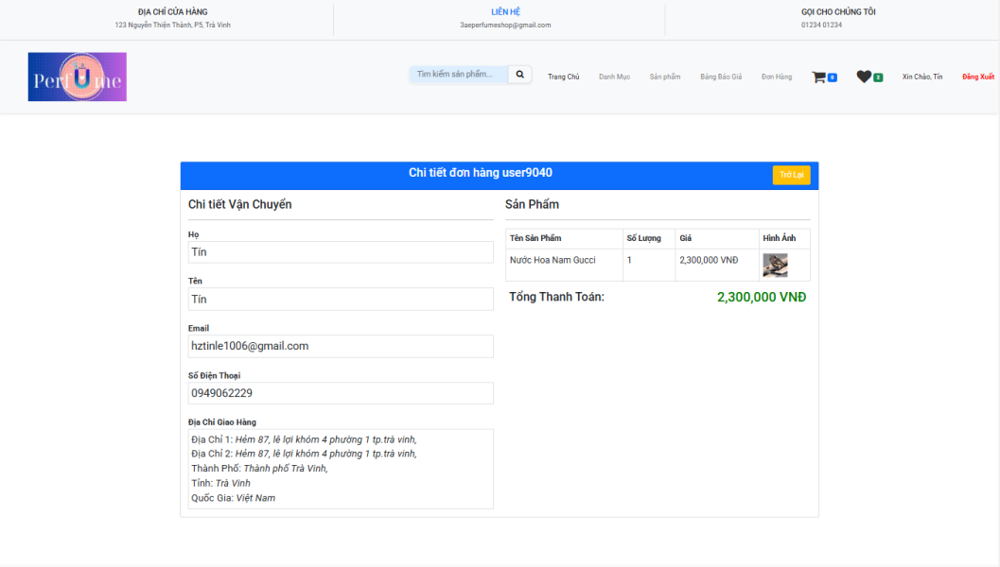 ĐỊA CHỈ CỬA HÀNG
123 Nguyễn Thiện Thành, P5, Trà Vinh
LIÊN HỆ
3aeperfumeshop@gmail.com
GỌI CHO CHÚNG TÔI
01234 01234
Perfume
Tìm kiếm sản phẩm...
Trang Chủ
Danh Mục
Sản phẩm
Bảng Báo Giá
Đơn Hàng
0
2
Xin Chào, Tín
Đăng Xuất
Chi tiết đơn hàng user9040
Trở Lại
Chi tiết Vận Chuyển
Họ
Tín
Tên
Tín
Email
hztinle1006@gmail.com
Số Điện Thoại
0949062229
Địa Chỉ Giao Hàng
Địa Chỉ 1: Hẻm 87, lê lợi khóm 4 phường 1 tp.trà vinh,
Địa Chỉ 2: Hẻm 87, lê lợi khóm 4 phường 1 tp.trà vinh,
Thành Phố: Thành phố Trà Vinh,
Tỉnh: Trà Vinh
Quốc Gia: Việt Nam
Sản Phẩm
Tên Sản Phẩm Số Lượng Giá Hình Ảnh
Nước Hoa Nam Gucci 1 2,300,000 VNĐ
Tổng Thanh Toán: 2,300,000 VNĐ